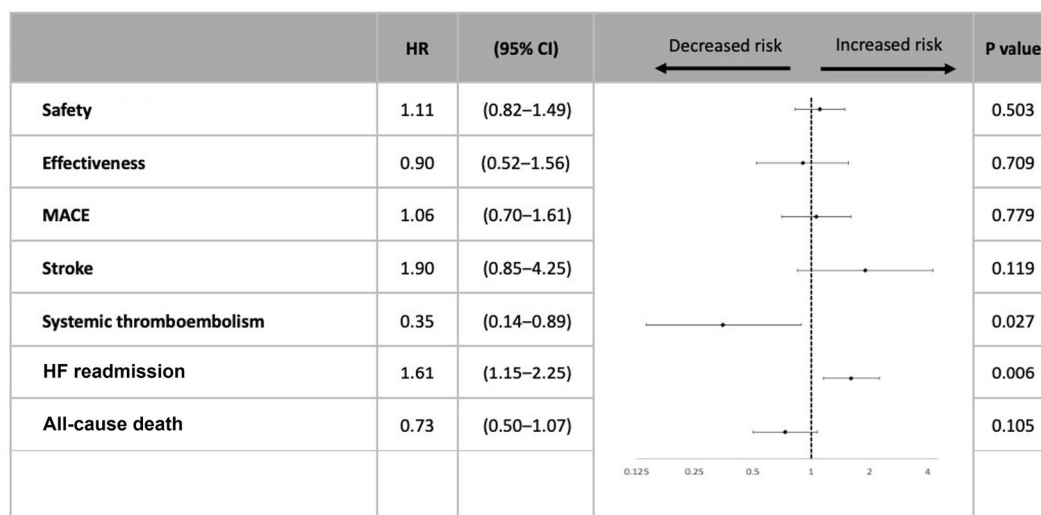 HR (95% CI) Decreased risk Increased risk P value
Safety 1.11 (0.82–1.49) 0.503
Effectiveness 0.90 (0.52–1.56) 0.709
MACE 1.06 (0.70–1.61) 0.779
Stroke 1.90 (0.85–4.25) 0.119
Systemic thromboembolism 0.35 (0.14–0.89) 0.027
HF readmission 1.61 (1.15–2.25) 0.006
All-cause death 0.73 (0.50–1.07) 0.105
0.125 0.25 0.5 1 2 4